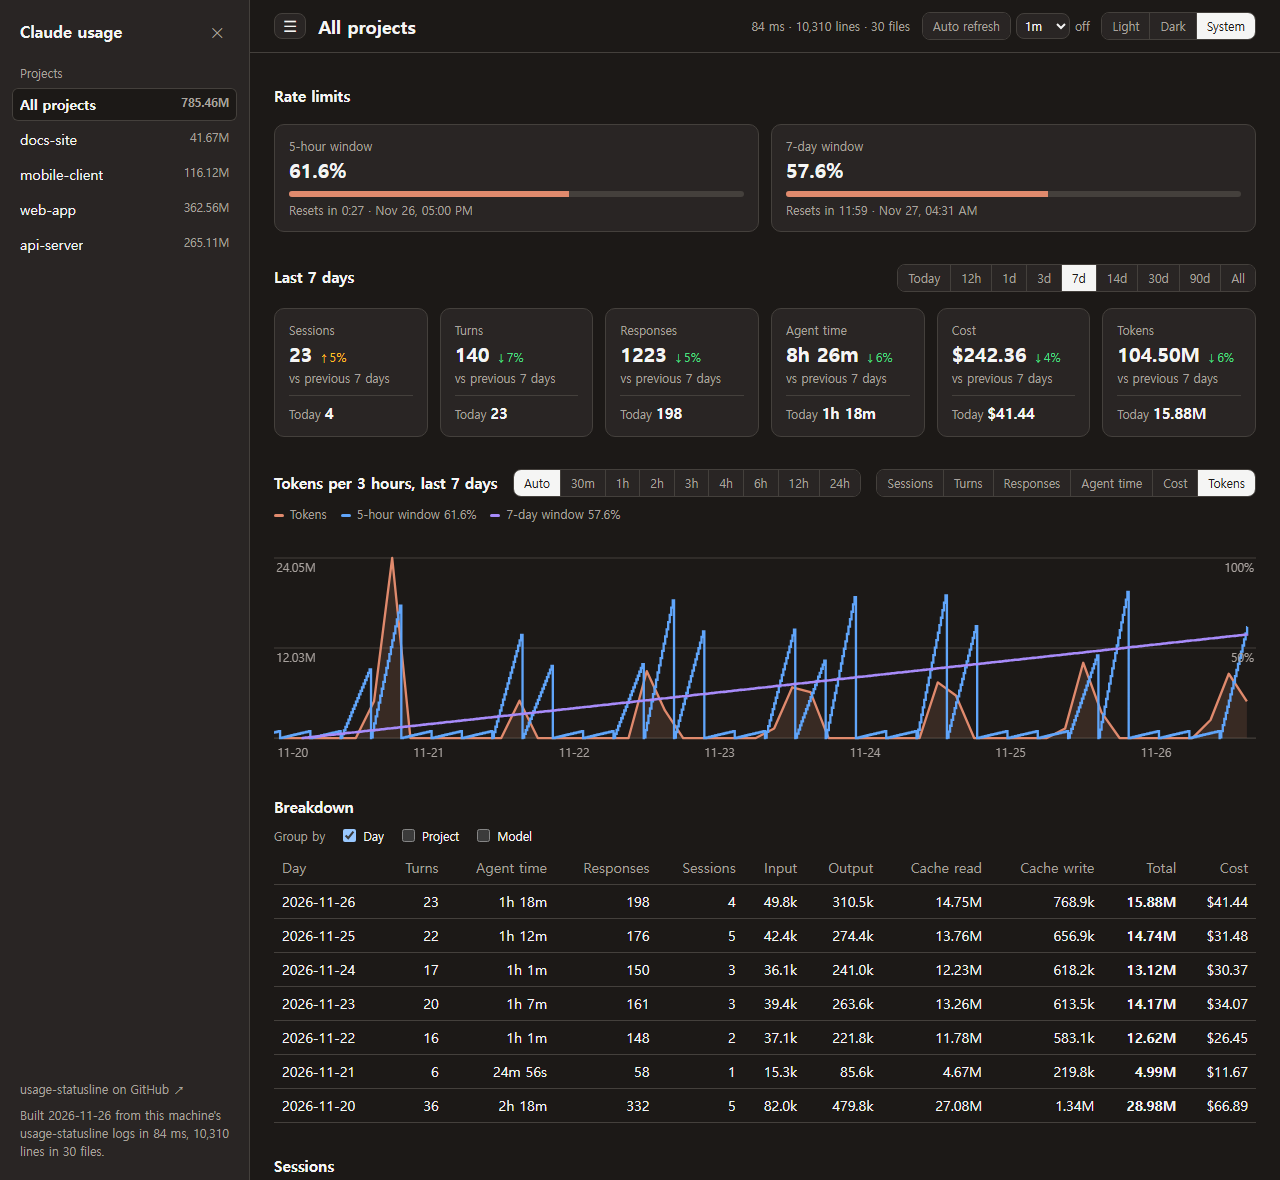 Claude usage
×
Projects
All projects 785.46M
docs-site 41.67M
mobile-client 116.12M
web-app 362.56M
api-server 265.11M
usage-statusline on GitHub ↗
Built 2026-11-26 from this machine's
usage-statusline logs in 84 ms, 10,310
lines in 30 files.
☰ All projects 84 ms · 10,310 lines · 30 files Auto refresh 1m off Light Dark System
Rate limits
5-hour window
61.6%
Resets in 0:27 · Nov 26, 05:00 PM
7-day window
57.6%
Resets in 11:59 · Nov 27, 04:31 AM
Last 7 days Today 12h 1d 3d 7d 14d 30d 90d All
Sessions
23 ↑5%
vs previous 7 days
Today 4
Turns
140 ↓7%
vs previous 7 days
Today 23
Responses
1223 ↓5%
vs previous 7 days
Today 198
Agent time
8h 26m ↓6%
vs previous 7 days
Today 1h 18m
Cost
$242.36 ↓4%
vs previous 7 days
Today $41.44
Tokens
104.50M ↓6%
vs previous 7 days
Today 15.88M
Tokens per 3 hours, last 7 days Auto 30m 1h 2h 3h 4h 6h 12h 24h Sessions Turns Responses Agent time Cost Tokens
Tokens 5-hour window 61.6% 7-day window 57.6%
24.05M 100%
12.03M 50%
11-20 11-21 11-22 11-23 11-24 11-25 11-26
Breakdown
Group by Day Project Model
Day Turns Agent time Responses Sessions Input Output Cache read Cache write Total Cost
2026-11-26 23 1h 18m 198 4 49.8k 310.5k 14.75M 768.9k 15.88M $41.44
2026-11-25 22 1h 12m 176 5 42.4k 274.4k 13.76M 656.9k 14.74M $31.48
2026-11-24 17 1h 1m 150 3 36.1k 241.0k 12.23M 618.2k 13.12M $30.37
2026-11-23 20 1h 7m 161 3 39.4k 263.6k 13.26M 613.5k 14.17M $34.07
2026-11-22 16 1h 1m 148 2 37.1k 221.8k 11.78M 583.1k 12.62M $26.45
2026-11-21 6 24m 56s 58 1 15.3k 85.6k 4.67M 219.8k 4.99M $11.67
2026-11-20 36 2h 18m 332 5 82.0k 479.8k 27.08M 1.34M 28.98M $66.89
Sessions